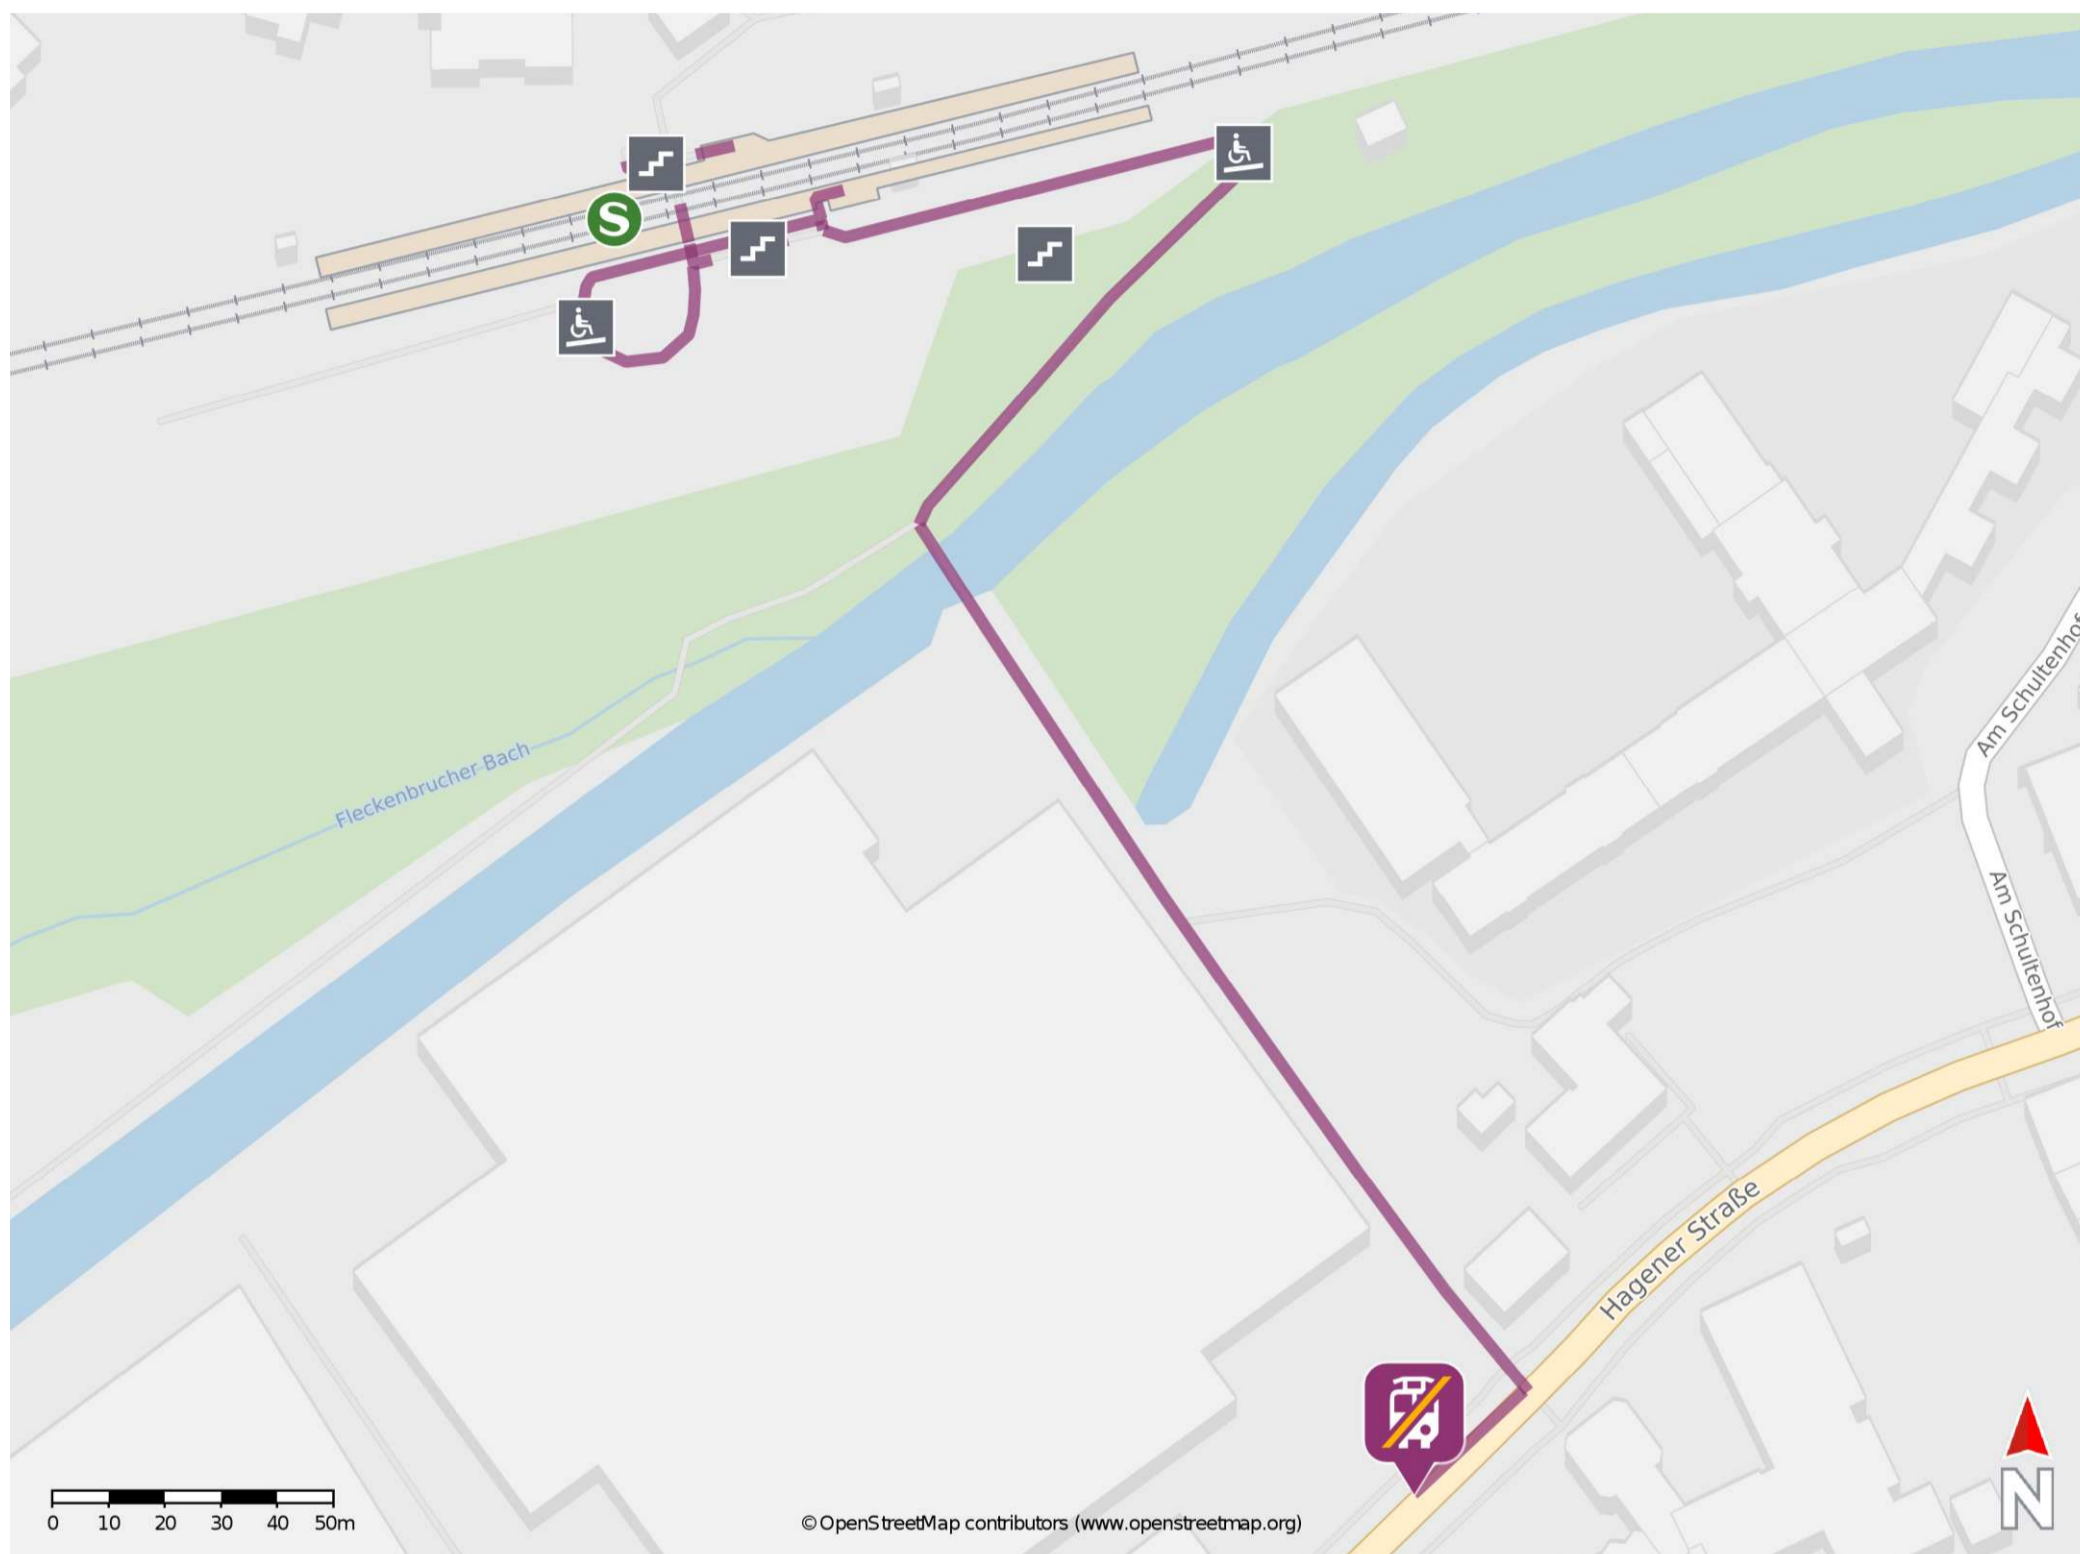 S
Fleckenbrucher Bach
Am Schultenhof
Am Schultenhof
Hagener Straße
0 10 20 30 40 50m
© OpenStreetMap contributors (www.openstreetmap.org)
N